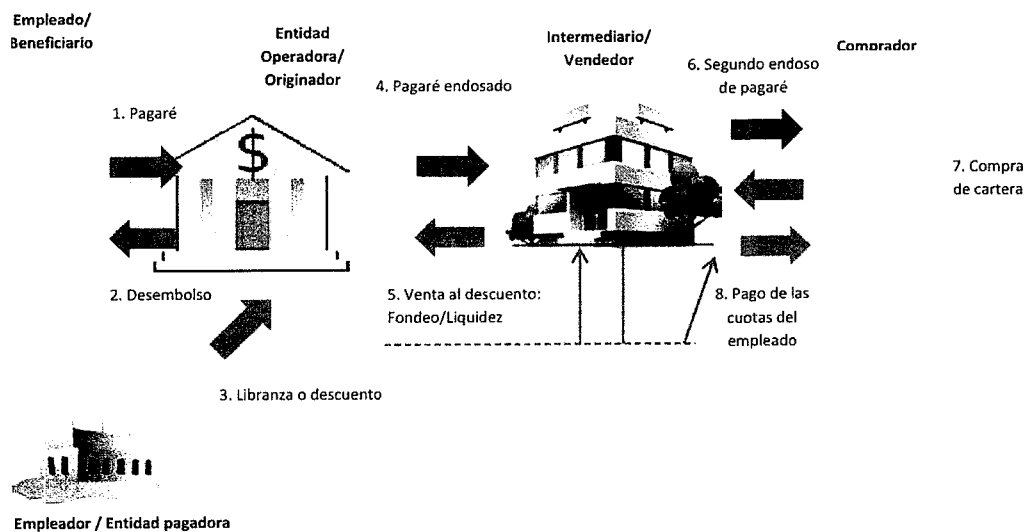 Empleado/
Beneficiario
Entidad
Operadora/
Originador
Intermediario/
Vendedor
Comprador
1. Pagaré
4. Pagaré endosado
6. Segundo endoso
de pagaré
$
7. Compra
de cartera
2. Desembolso
5. Venta al descuento:
Fondeo/Liquidez
8. Pago de las
cuotas del
empleado
3. Libranza o descuento
Empleador / Entidad pagadora